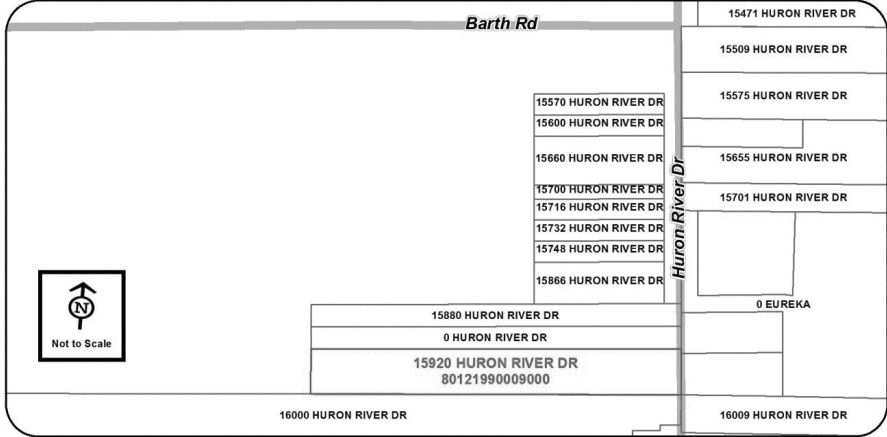 Barth Rd
15471 HURON RIVER DR
15509 HURON RIVER DR
15575 HURON RIVER DR
15570 HURON RIVER DR
15600 HURON RIVER DR
15660 HURON RIVER DR
15655 HURON RIVER DR
15700 HURON RIVER DR
15701 HURON RIVER DR
15716 HURON RIVER DR
15732 HURON RIVER DR
15748 HURON RIVER DR
15866 HURON RIVER DR
Huron River Dr
0 EUREKA
15880 HURON RIVER DR
0 HURON RIVER DR
15920 HURON RIVER DR
80121990009000
N
Not to Scale
16000 HURON RIVER DR
16009 HURON RIVER DR